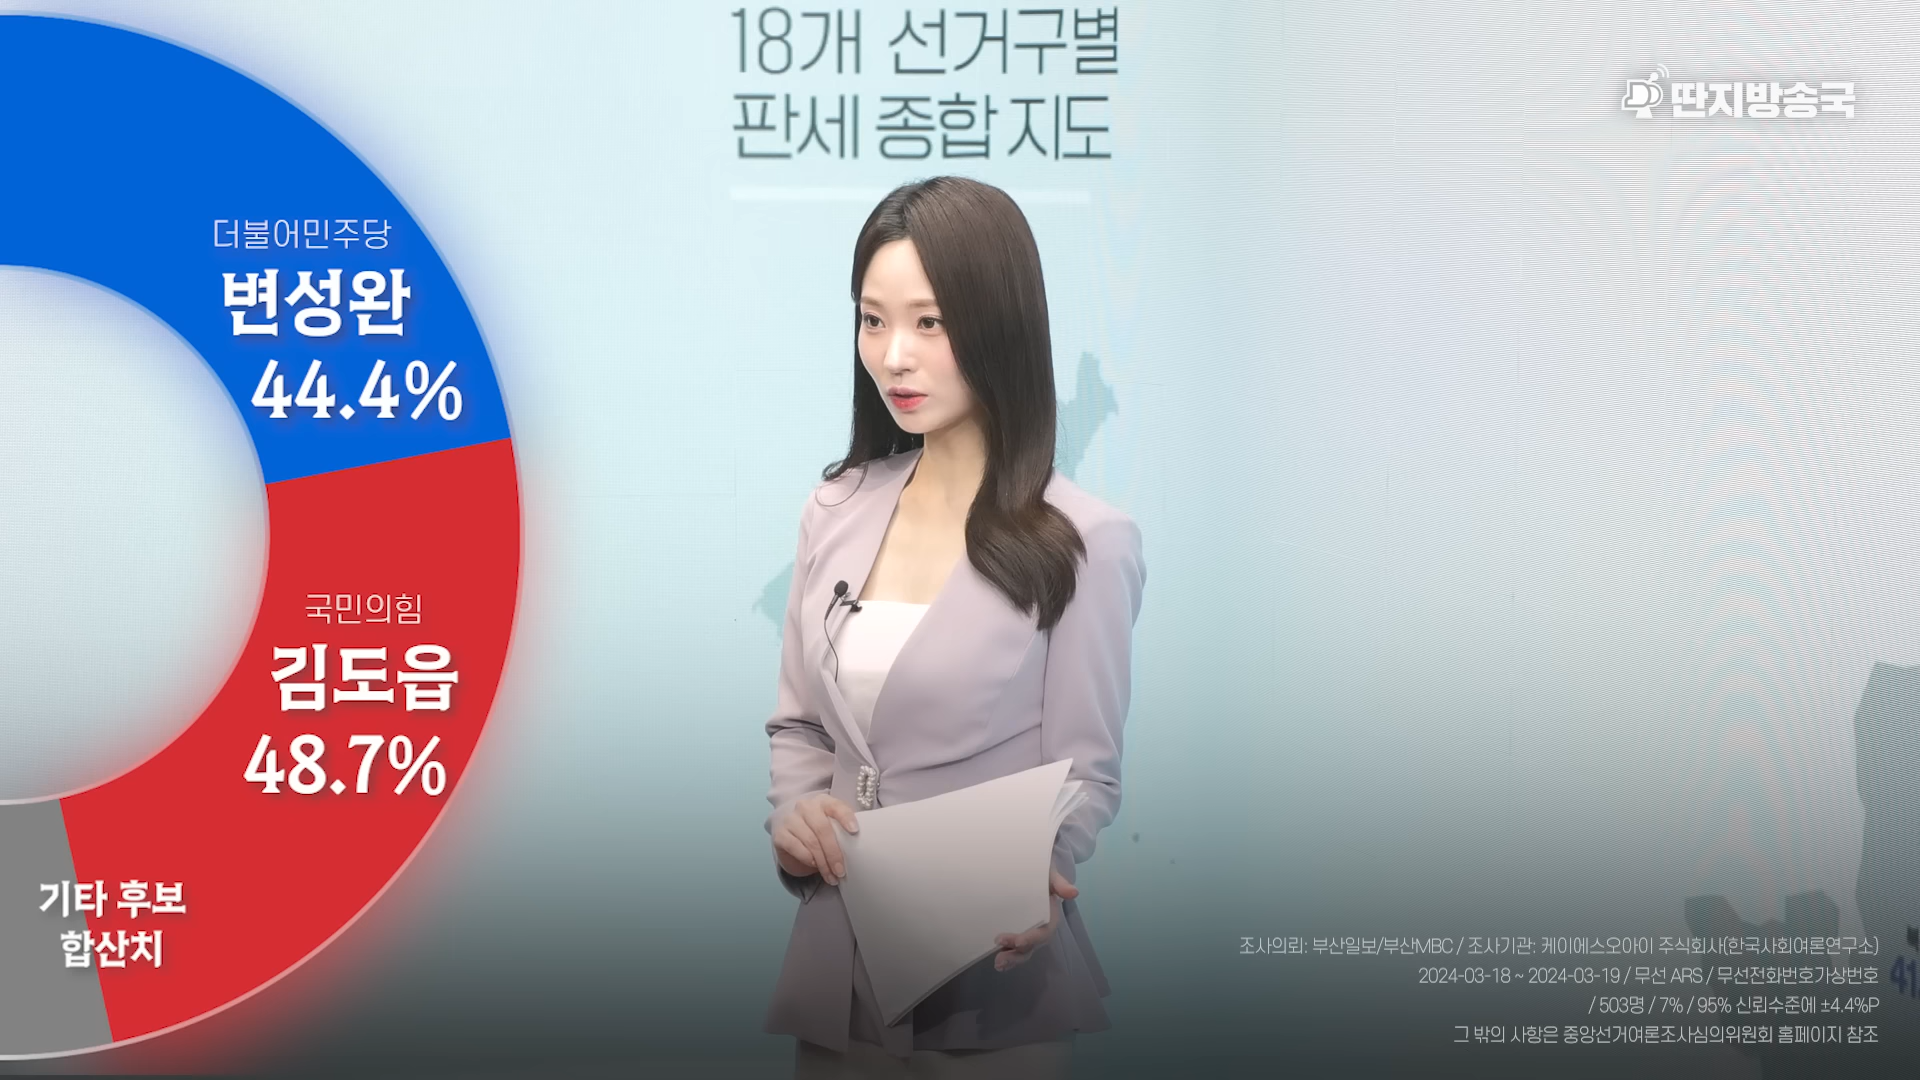 18개 선거구별
판세 종합 지도
딴지방송국
더불어민주당
변성완
44.4%
국민의힘
김도읍
48.7%
기타 후보
합산치
조사의뢰: 부산일보/부산MBC / 조사기관: 케이에스오아이 주식회사(한국사회여론연구소)
2024-03-18 ~ 2024-03-19 / 무선 ARS / 무선전화번호가상번호
/ 503명 / 7% / 95% 신뢰수준에 ±4.4%P
그 밖의 사항은 중앙선거여론조사심의위원회 홈페이지 참조